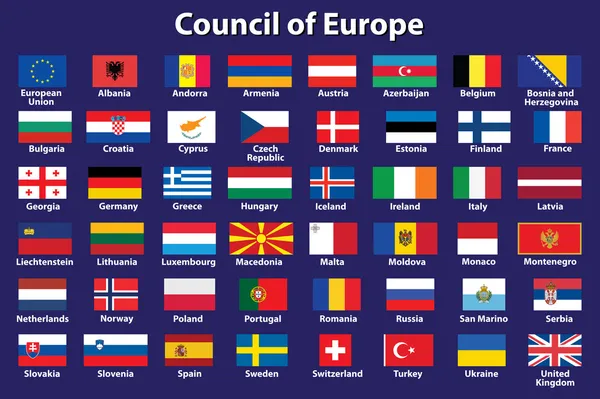 Council of Europe
European Union
Albania
Andorra
Armenia
Austria
Azerbaijan
Belgium
Bosnia and Herzegovina
Bulgaria
Croatia
Cyprus
Czech Republic
Denmark
Estonia
Finland
France
Georgia
Germany
Greece
Hungary
Iceland
Ireland
Italy
Latvia
Liechtenstein
Lithuania
Luxembourg
Macedonia
Malta
Moldova
Monaco
Montenegro
Netherlands
Norway
Poland
Portugal
Romania
Russia
San Marino
Serbia
Slovakia
Slovenia
Spain
Sweden
Switzerland
Turkey
Ukraine
United Kingdom